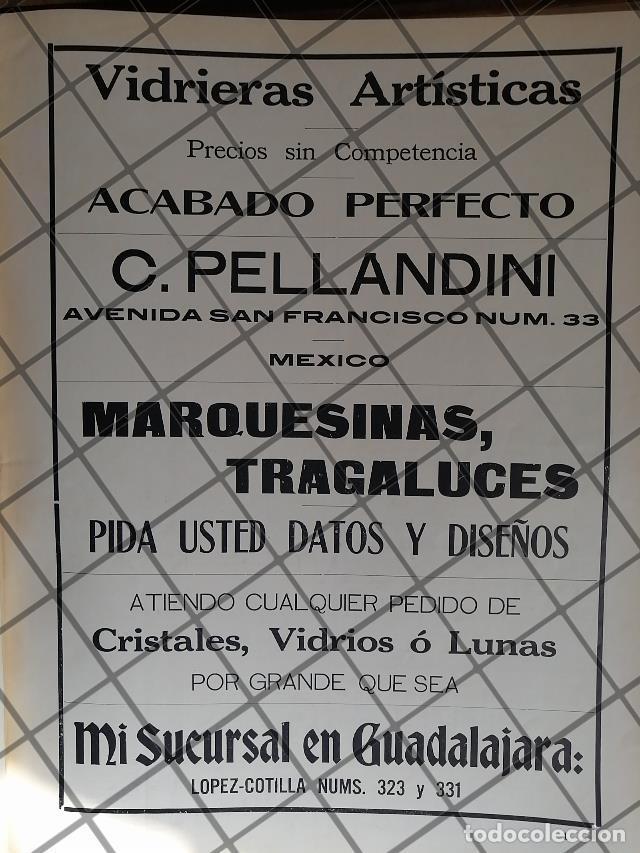 Vidrieras Artísticas
Precios sin Competencia
ACABADO PERFECTO
C. PELLANDINI
AVENIDA SAN FRANCISCO NUM. 33
MEXICO
MARQUESINAS,
TRAGALUCES
PIDA USTED DATOS Y DISEÑOS
ATIENDO CUALQUIER PEDIDO DE
Cristales, Vidrios ó Lunas
POR GRANDE QUE SEA
Mi Sucursal en Guadalajara:
LOPEZ-COTILLA NUMS. 323 y 331
todocoleccion